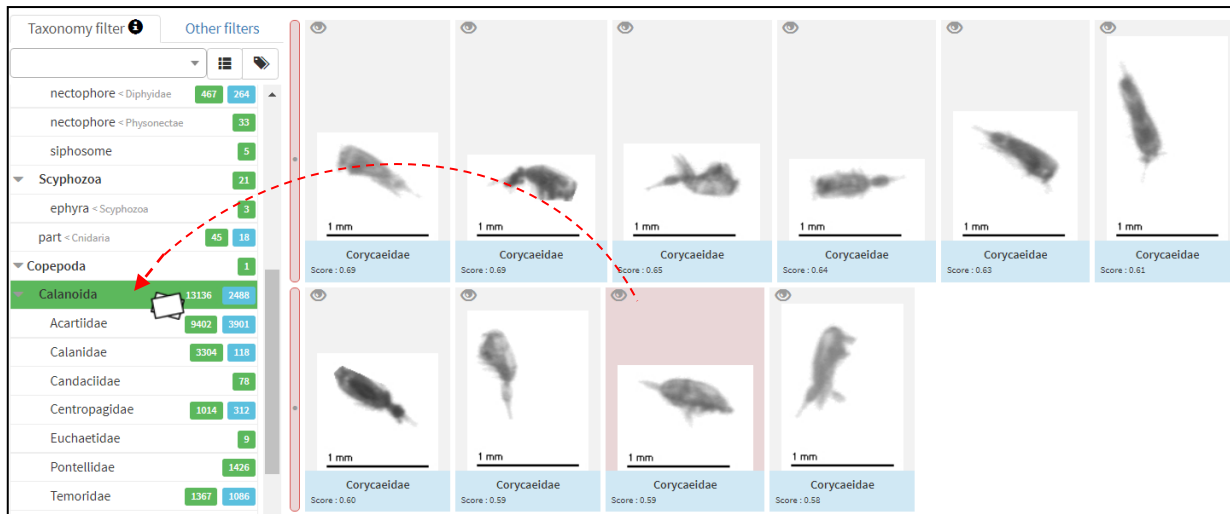 Taxonomy filter
Other filters
nectophore < Diphyidae 467 264
nectophore < Physonectae 33
siphosome 5
Scyphozoa 21
ephyra < Scyphozoa 3
part < Cnidaria 45 18
Copepoda 1
Calanoida 13136 2488
Acartiidae 9402 3901
Calanidae 3304 118
Candaciidae 78
Centropagidae 1014 312
Euchaetidae 9
Pontellidae 1426
Temoridae 1367 1086
1 mm 1 mm 1 mm 1 mm 1 mm 1 mm
Corycaeidae Corycaeidae Corycaeidae Corycaeidae Corycaeidae Corycaeidae
Score : 0.69 Score : 0.69 Score : 0.65 Score : 0.64 Score : 0.63 Score : 0.61
1 mm 1 mm 1 mm 1 mm
Corycaeidae Corycaeidae Corycaeidae Corycaeidae
Score : 0.60 Score : 0.59 Score : 0.59 Score : 0.58